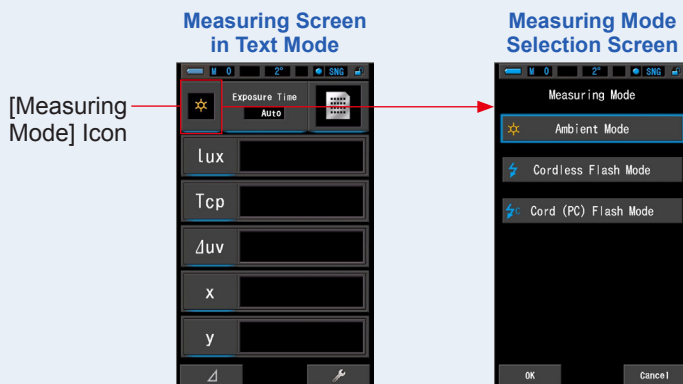 Measuring Screen
in Text Mode
Measuring Mode
Selection Screen
[Measuring
Mode] Icon
M 0 2° SNG
Exposure Time
Auto
lux
Tcp
⊿uv
x
y
⊿
M 0 2° SNG
Measuring Mode
Ambient Mode
Cordless Flash Mode
C Cord (PC) Flash Mode
OK Cancel